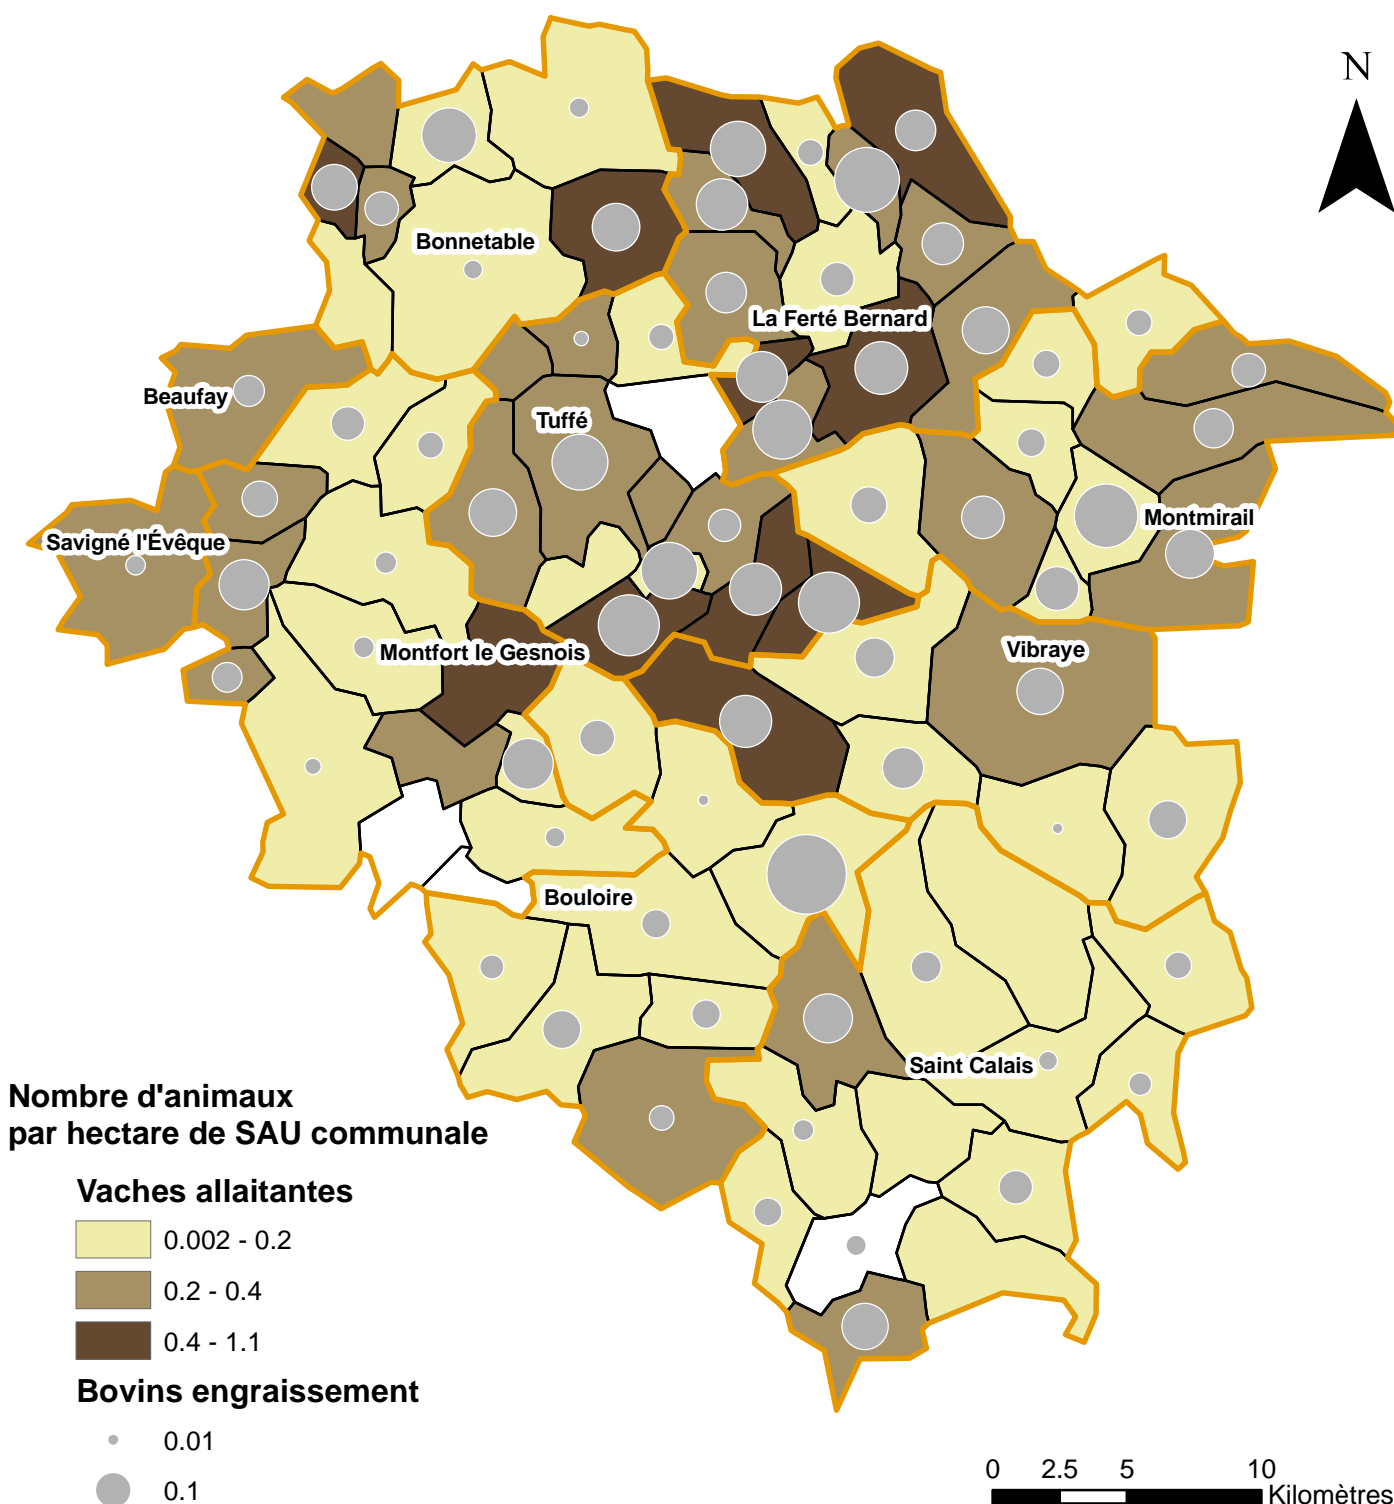 N
Bonnetable
La Ferté Bernard
Beaufay
Tuffé
Savigné l'Évêque
Montmirail
Montfort le Gesnois
Vibraye
Bouloire
Saint Calais
Nombre d'animaux
par hectare de SAU communale
Vaches allaitantes
0.002 - 0.2
0.2 - 0.4
0.4 - 1.1
Bovins engraissement
0.01
0.1
0 2.5 5 10
Kilomètres